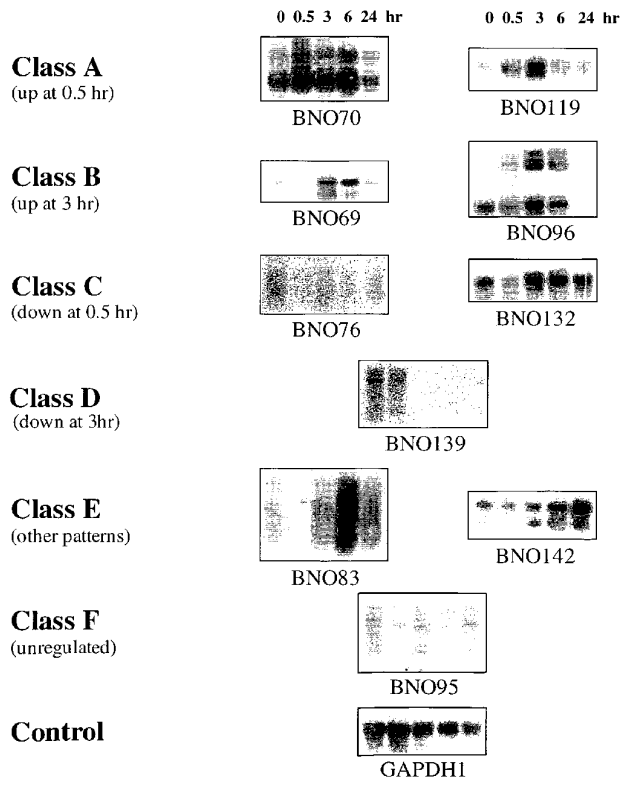 0 0.5 3 6 24 hr
0 0.5 3 6 24 hr
Class A
(up at 0.5 hr)
BNO70
BNO119
Class B
(up at 3 hr)
BNO69
BNO96
Class C
(down at 0.5 hr)
BNO76
BNO132
Class D
(down at 3hr)
BNO139
Class E
(other patterns)
BNO83
BNO142
Class F
(unregulated)
BNO95
Control
GAPDH1